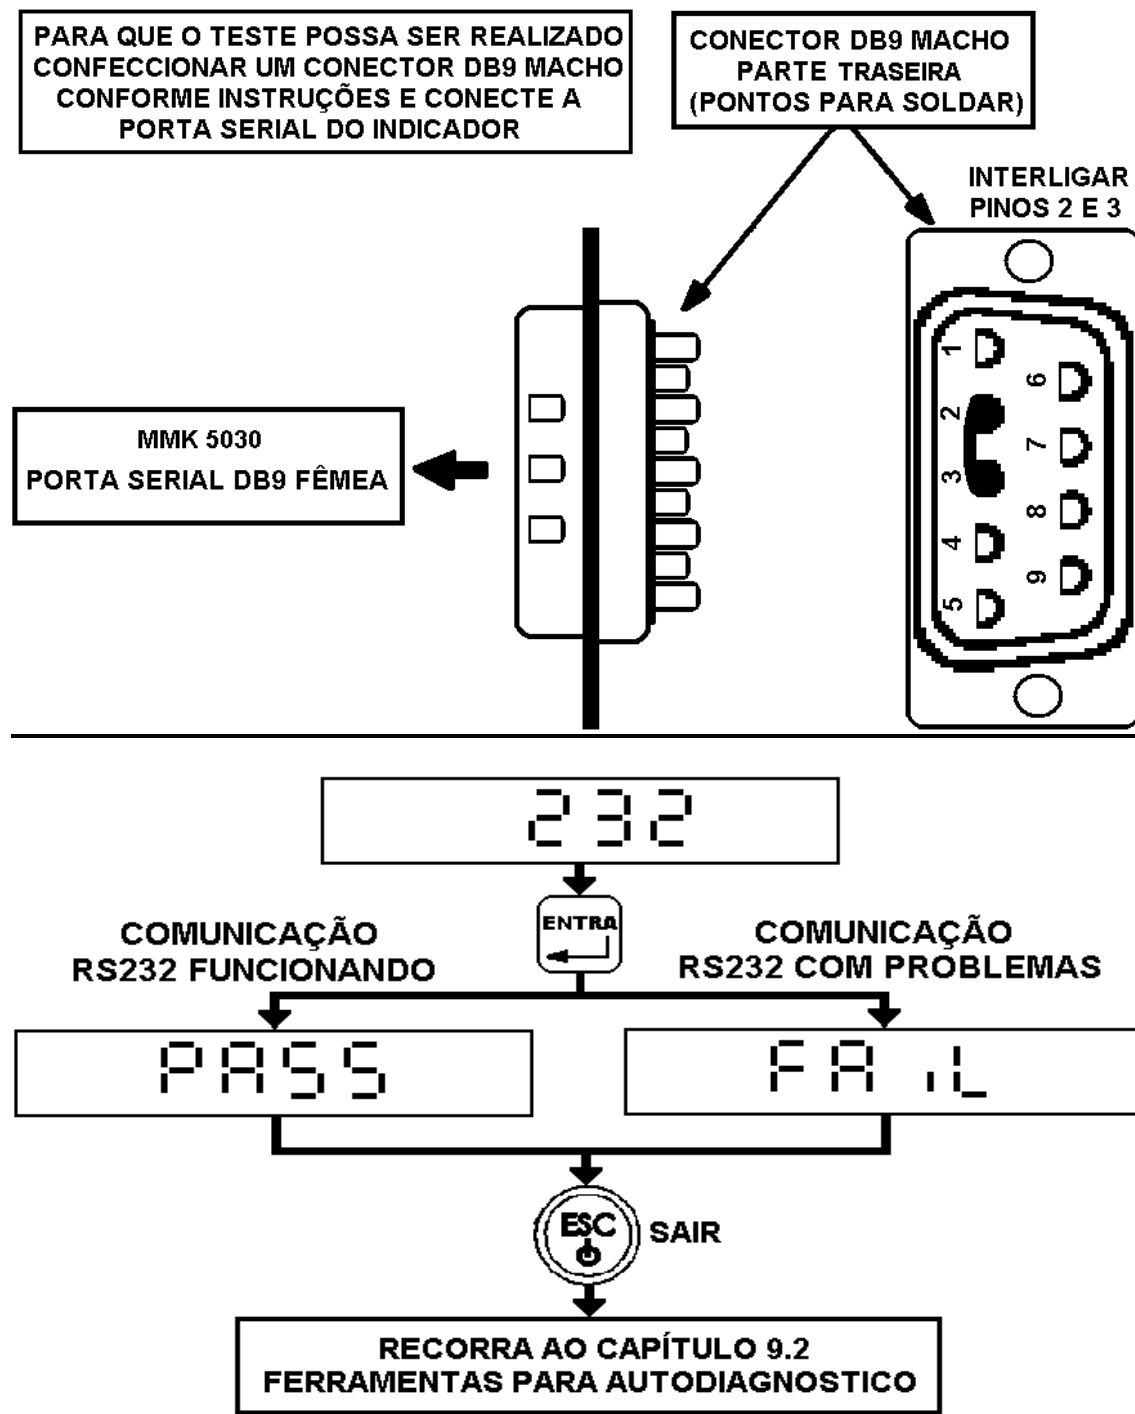 PARA QUE O TESTE POSSA SER REALIZADO
CONFECCIONAR UM CONECTOR DB9 MACHO
CONFORME INSTRUÇÕES E CONECTE A
PORTA SERIAL DO INDICADOR
CONECTOR DB9 MACHO
PARTE TRASEIRA
(PONTOS PARA SOLDAR)
INTERLIGAR
PINOS 2 E 3
MMK 5030
PORTA SERIAL DB9 FÊMEA
1
2
3
4
5
6
7
8
9
232
ENTRA
COMUNICAÇÃO
RS232 FUNCIONANDO
COMUNICAÇÃO
RS232 COM PROBLEMAS
PASS
FAiL
ESC
SAIR
RECORRA AO CAPÍTULO 9.2
FERRAMENTAS PARA AUTODIAGNOSTICO